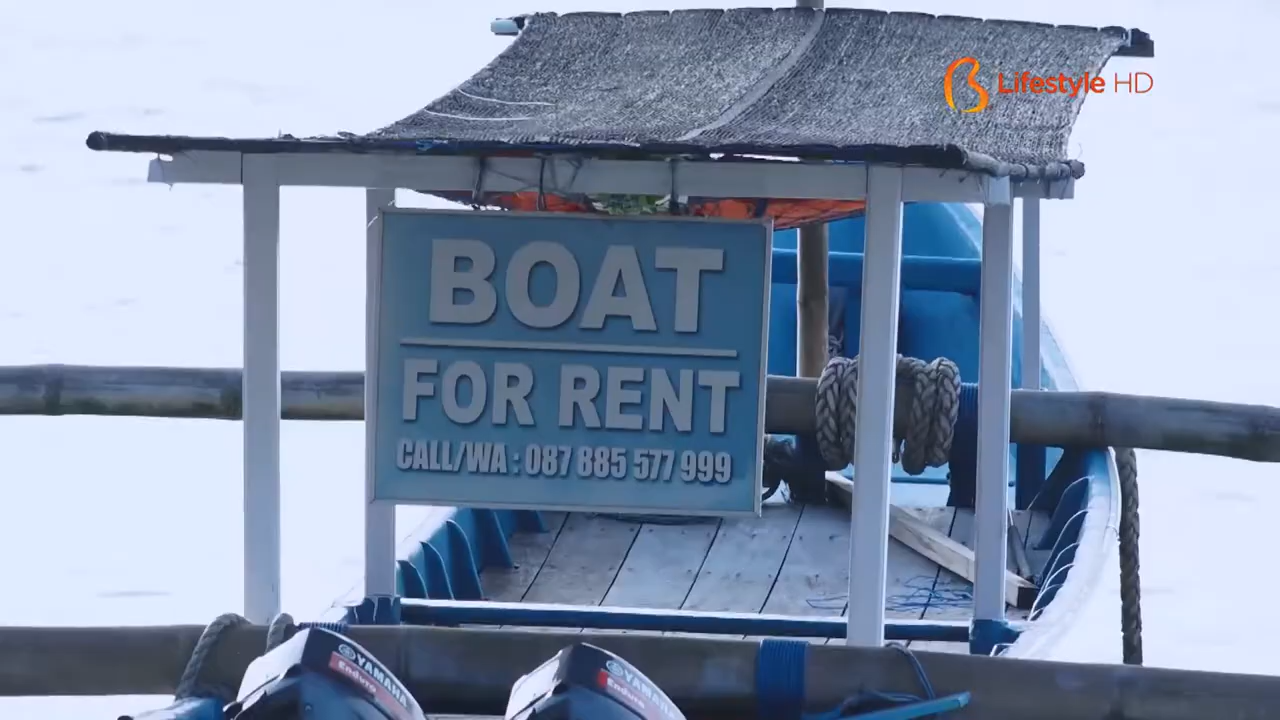 Lifestyle HD
BOAT
FOR RENT
CALL/WA : 087 885 577 999
YAMAHA
Enduro
YAMAHA
Enduro